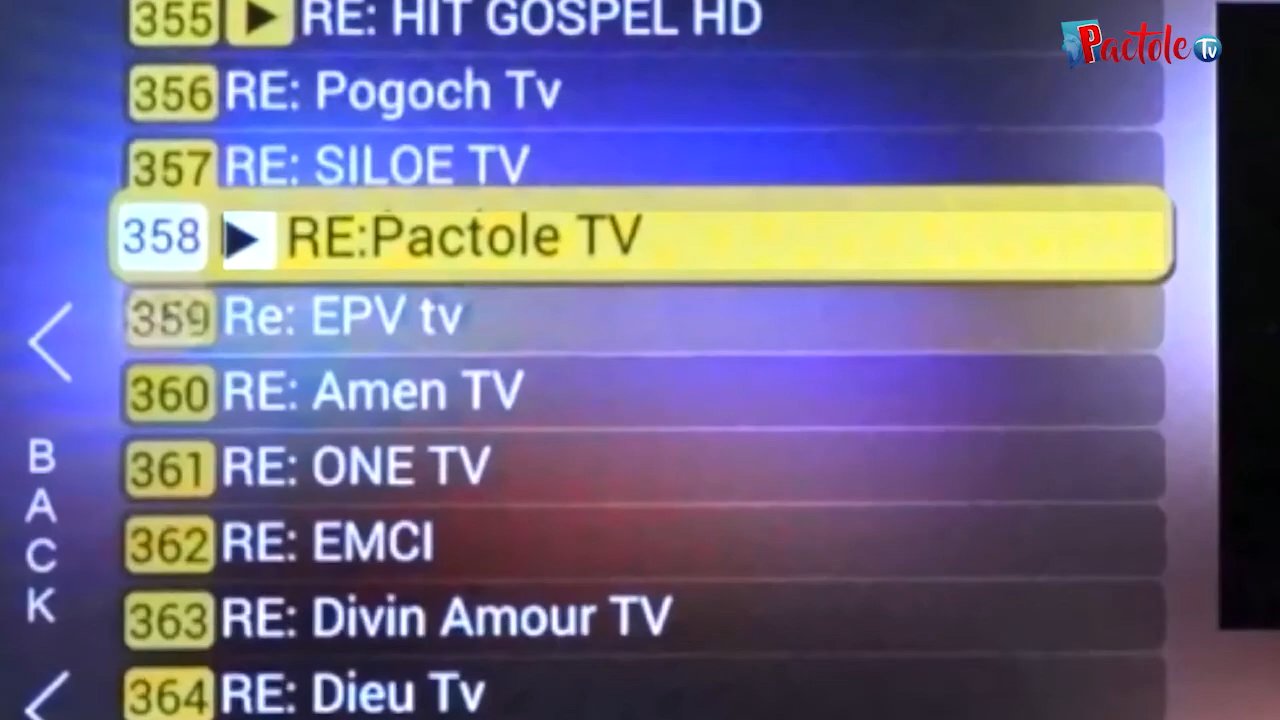 355 RE: HIT GOSPEL HD
Pactole Tv
356 RE: Pogoch Tv
357 RE: SILOE TV
358 RE:Pactole TV
359 Re: EPV tv
360 RE: Amen TV
361 RE: ONE TV
362 RE: EMCI
363 RE: Divin Amour TV
364 RE: Dieu Tv
BACK